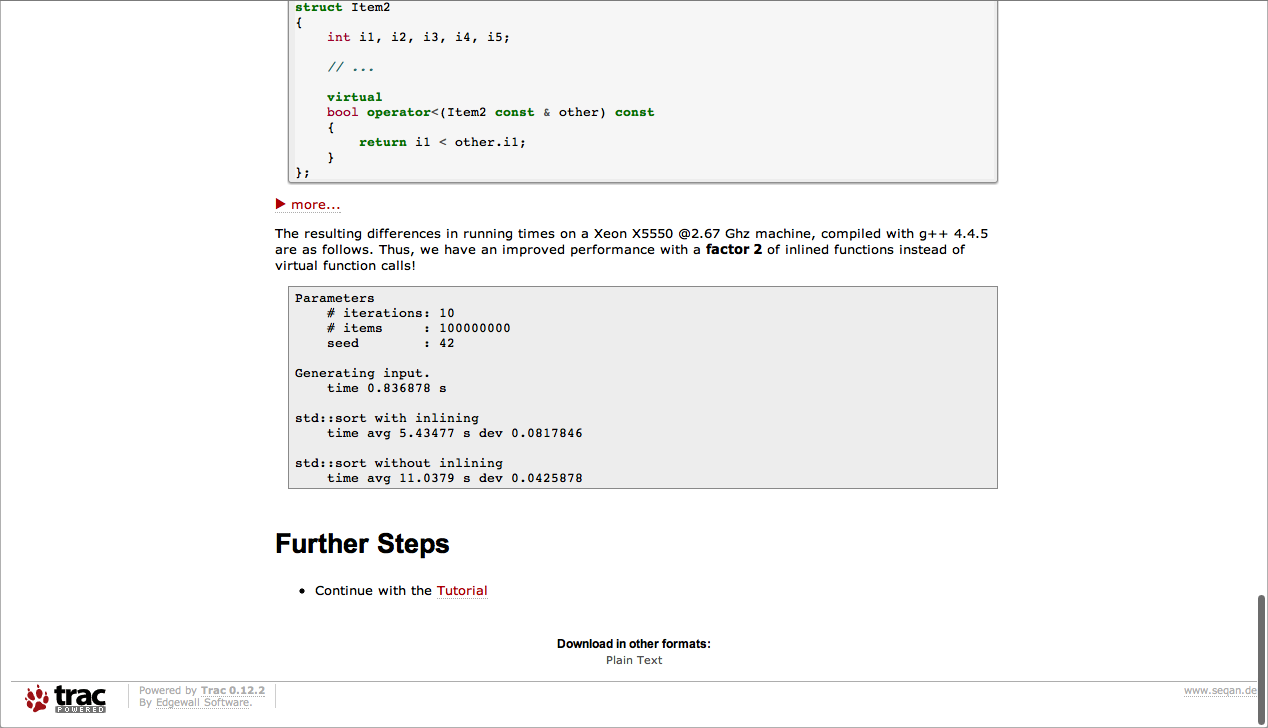 struct Item2
{
    int i1, i2, i3, i4, i5;
    // ...
    virtual
    bool operator<(Item2 const & other) const
    {
        return i1 < other.i1;
    }
};
▶ more...
The resulting differences in running times on a Xeon X5550 @2.67 Ghz machine, compiled with g++ 4.4.5
are as follows. Thus, we have an improved performance with a factor 2 of inlined functions instead of
virtual function calls!
Parameters
    # iterations: 10
    # items     : 100000000
    seed        : 42
Generating input.
    time 0.836878 s
std::sort with inlining
    time avg 5.43477 s dev 0.0817846
std::sort without inlining
    time avg 11.0379 s dev 0.0425878
Further Steps
• Continue with the Tutorial
Download in other formats:
Plain Text
trac
POWERED
Powered by Trac 0.12.2
By Edgewall Software.
www.seqan.de